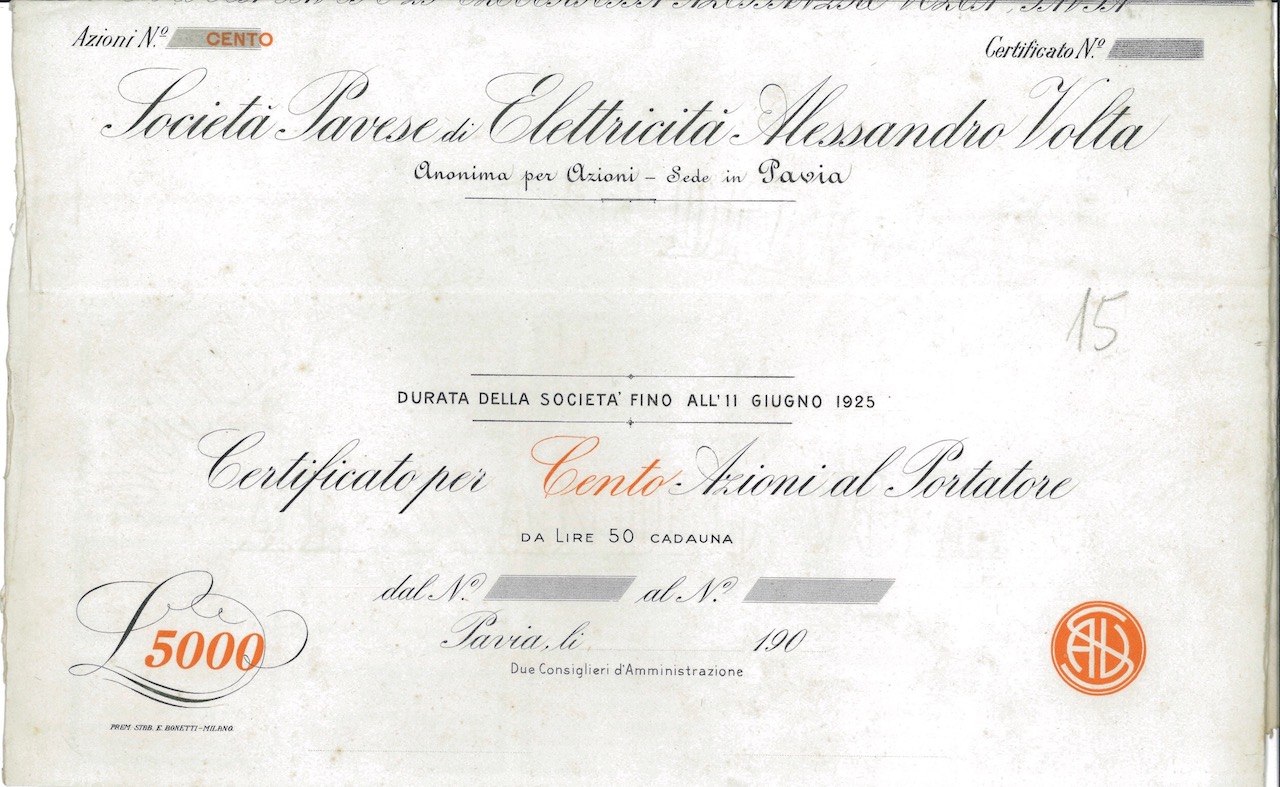 Azioni N.º CENTO
Certificato N.º
Società Pavese di Elettricità Alessandro Volta
Anonima per Azioni – Sede in Pavia
15
DURATA DELLA SOCIETA' FINO ALL'11 GIUGNO 1925
Certificato per Cento Azioni al Portatore
DA LIRE 50 CADAUNA
dal N.º al N.º
Pavia, li 190
L 5000
Due Consiglieri d'Amministrazione
PREM. STAB. E. BONETTI – MILANO.